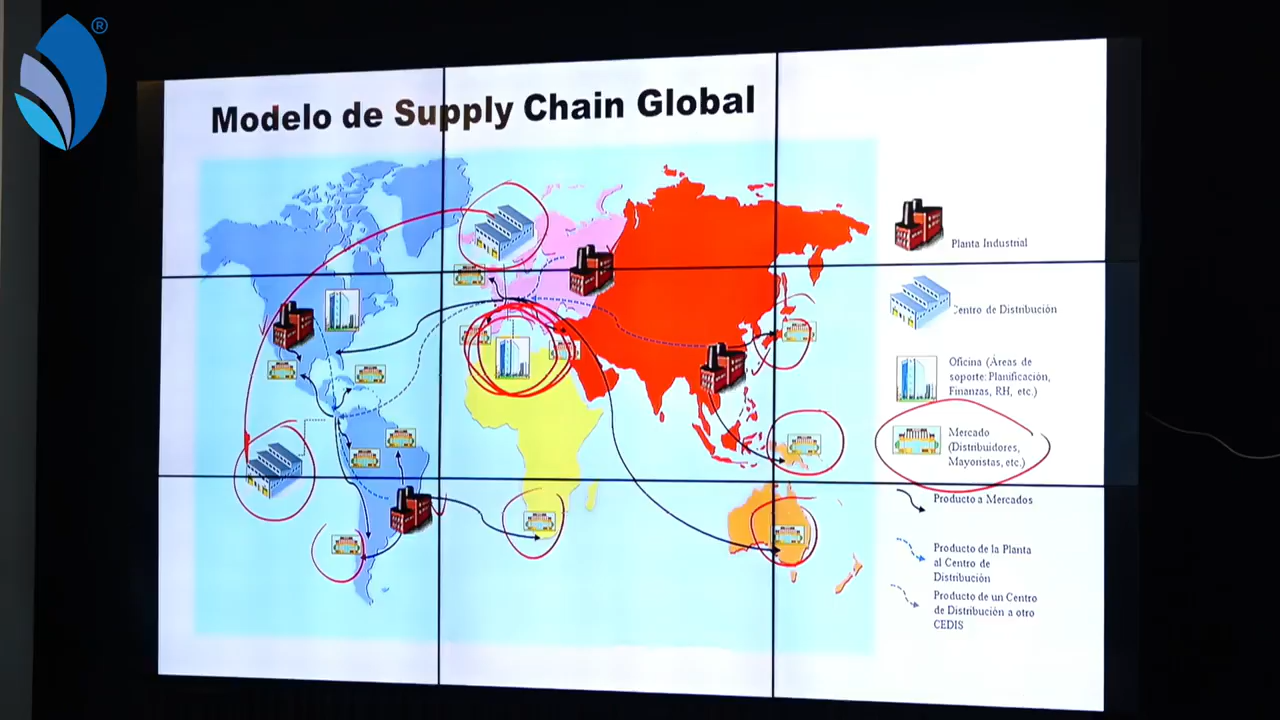 ®
Modelo de Supply Chain Global
Planta Industrial
Centro de Distribución
Oficina (Áreas de
soporte: Planificación,
Finanzas, RH, etc.)
Mercado
(Distribuidores,
Mayoristas, etc.)
Producto a Mercados
Producto de la Planta
al Centro de
Distribución
Producto de un Centro
de Distribución a otro
CEDIS